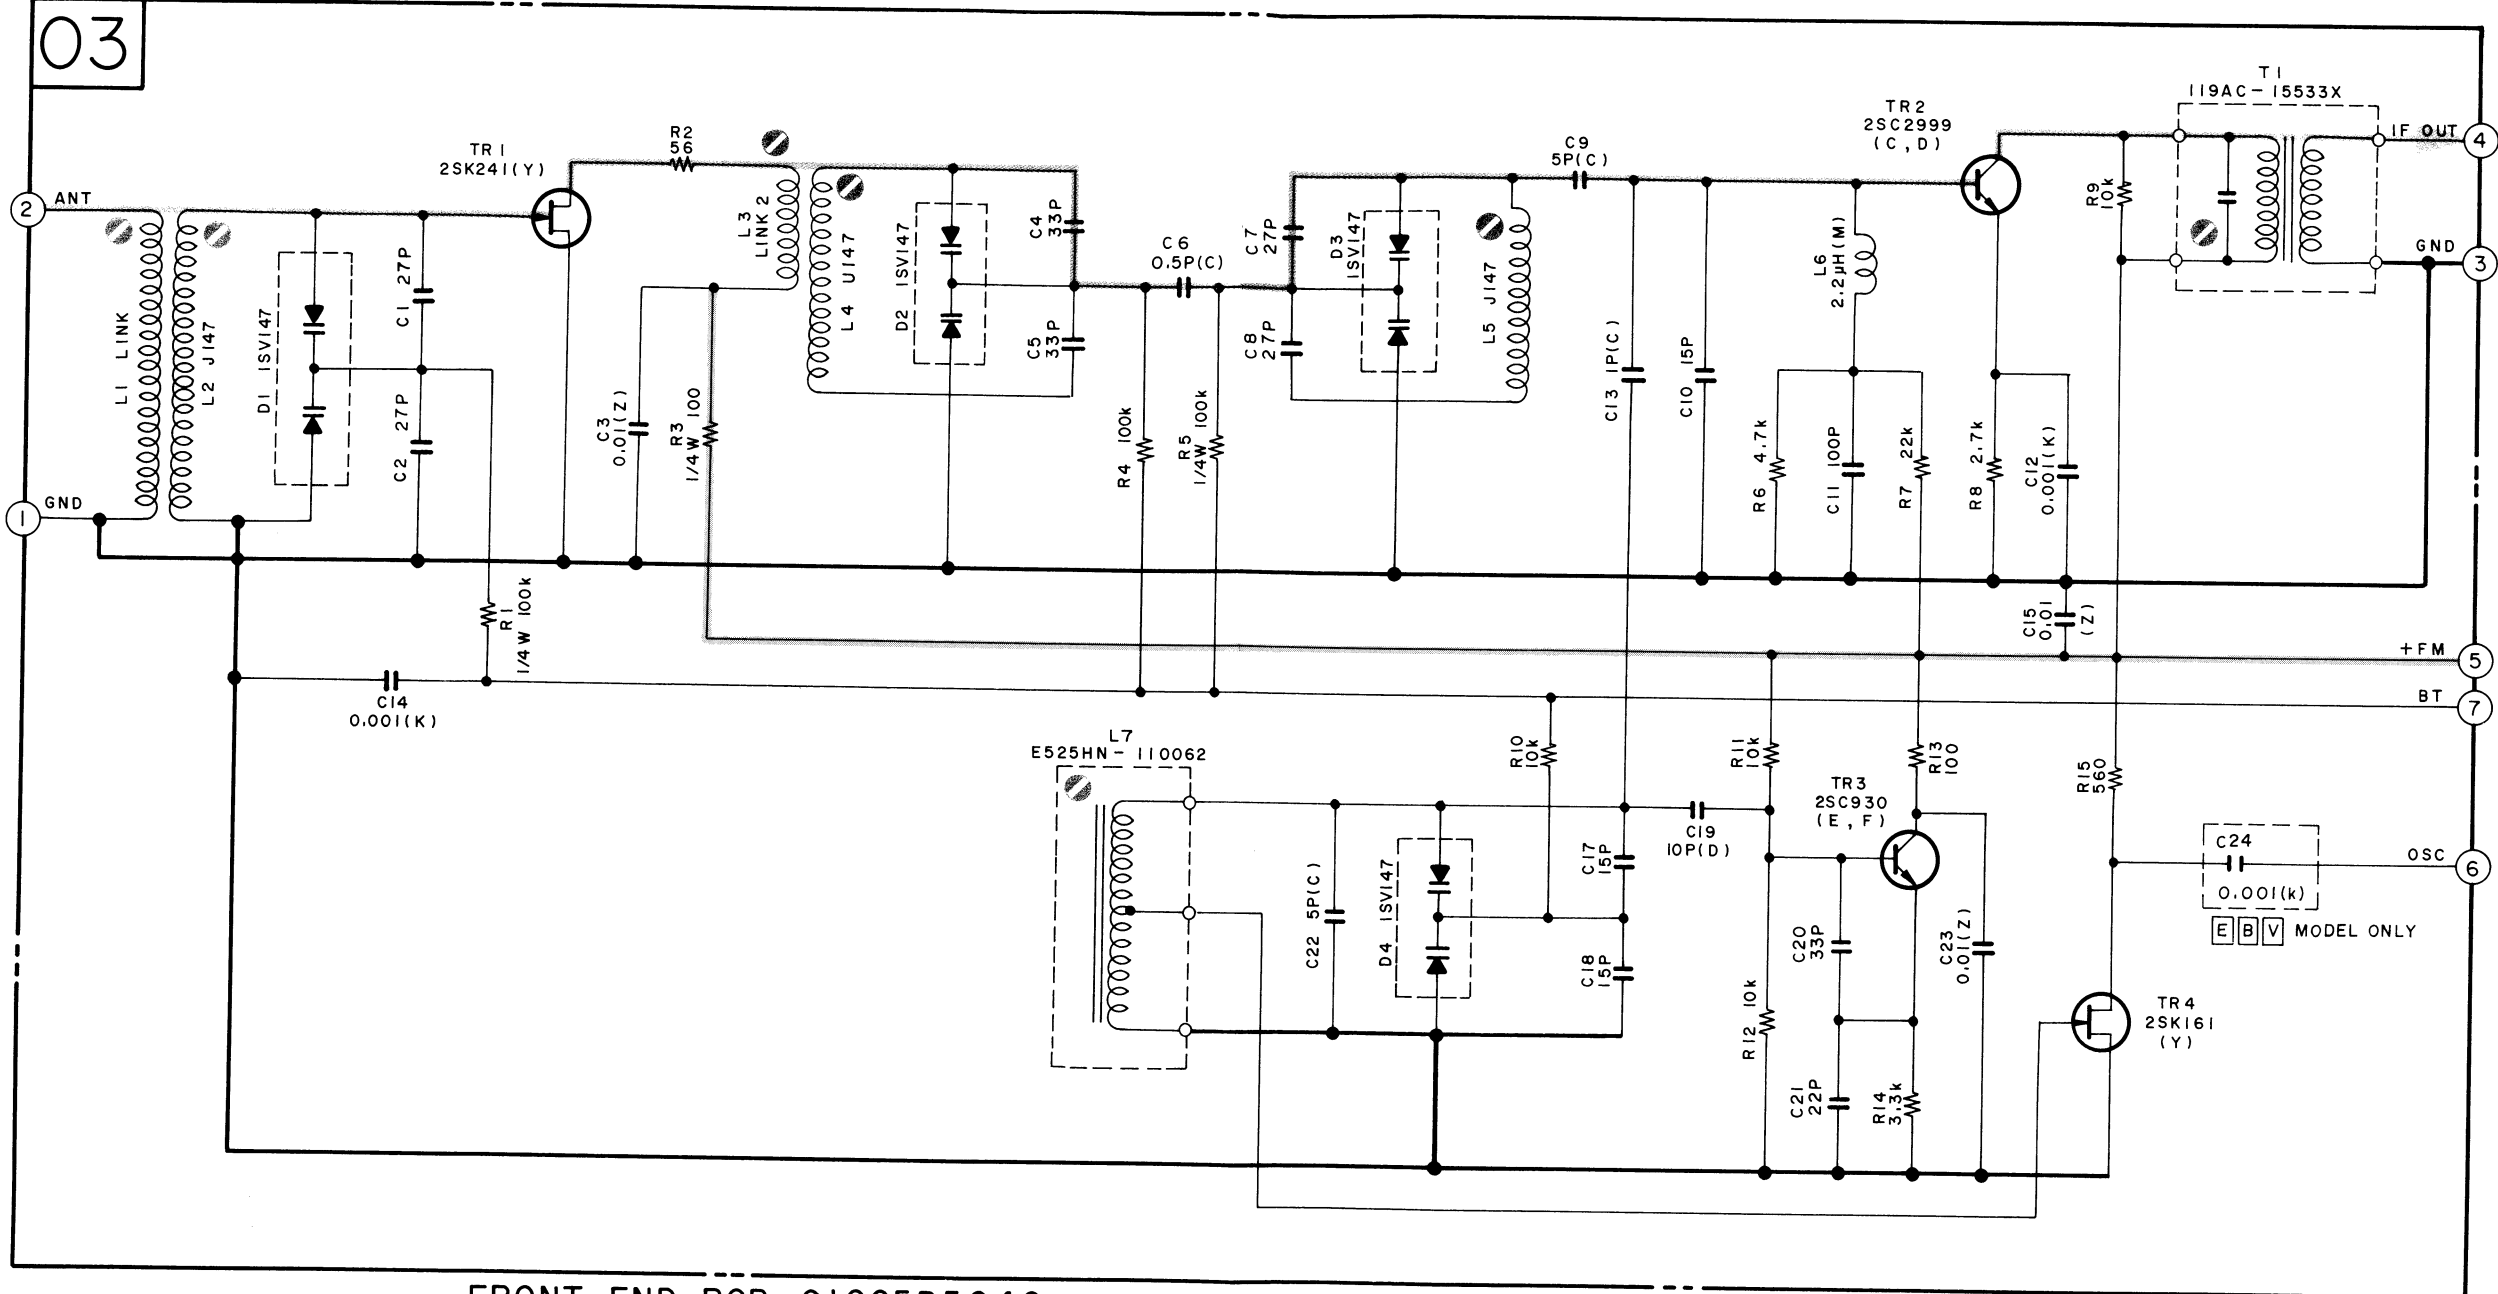 03
TR1
2SK241(Y)
R2
56
L3
LINK 2
L4 U147
D2 1SV147
C4
33P
C5
33P
C6
0.5P(C)
C7
27P
C8
27P
D3
1SV147
L5 J147
C9
5P(C)
TR2
2SC2999
(C,D)
R9
10k
T1
119AC-15533X
IF OUT
4
GND
3
2
ANT
1
GND
L1 LINK
L2 J147
D1 1SV147
C1 27P
C2 27P
R1
1/4W 100k
C3
0.01(Z)
R3
1/4W 100
R4 100k
R5
1/4W 100k
C13 1P(C)
C10 15P
L6
2.2μH(M)
R6 4.7k
C11 100P
R7 22k
R8 2.7k
C12
0.001(K)
C15
0.01
(Z)
+FM
5
BT
7
C14
0.001(K)
L7
E525HN-110062
R10
10k
R11
10k
R13
100
R15
560
C22 5P(C)
D4 1SV147
C17
15P
C18
15P
C19
10P(D)
TR3
2SC930
(E,F)
C20
33P
C23
0.01(Z)
R12 10k
C21
22P
R14
3.3k
C24
0.001(k)
E B V MODEL ONLY
OSC
6
TR4
2SK161
(Y)